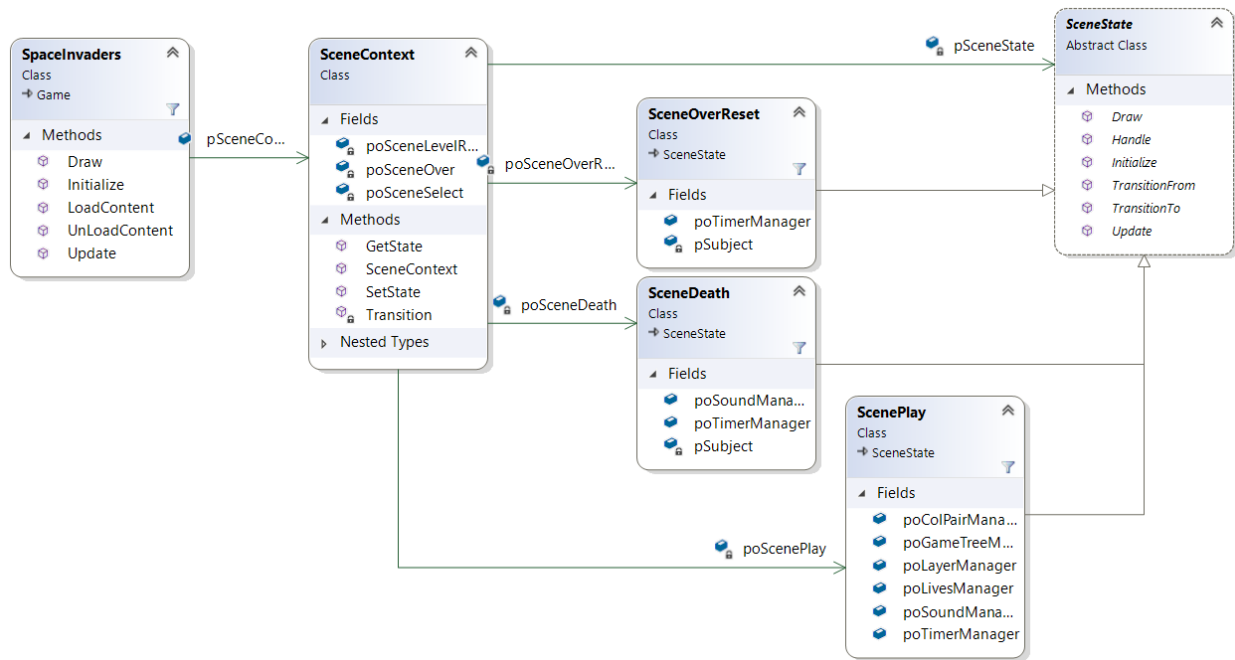 SpaceInvaders
Class
Game
Methods
Draw
Initialize
LoadContent
UnLoadContent
Update
pSceneCo...
SceneContext
Class
Fields
poSceneLevelR...
poSceneOver
poSceneSelect
Methods
GetState
SceneContext
SetState
Transition
Nested Types
pSceneState
poSceneOverR...
poSceneDeath
poScenePlay
SceneOverReset
Class
SceneState
Fields
poTimerManager
pSubject
SceneDeath
Class
SceneState
Fields
poSoundMana...
poTimerManager
pSubject
ScenePlay
Class
SceneState
Fields
poColPairMana...
poGameTreeM...
poLayerManager
poLivesManager
poSoundMana...
poTimerManager
SceneState
Abstract Class
Methods
Draw
Handle
Initialize
TransitionFrom
TransitionTo
Update